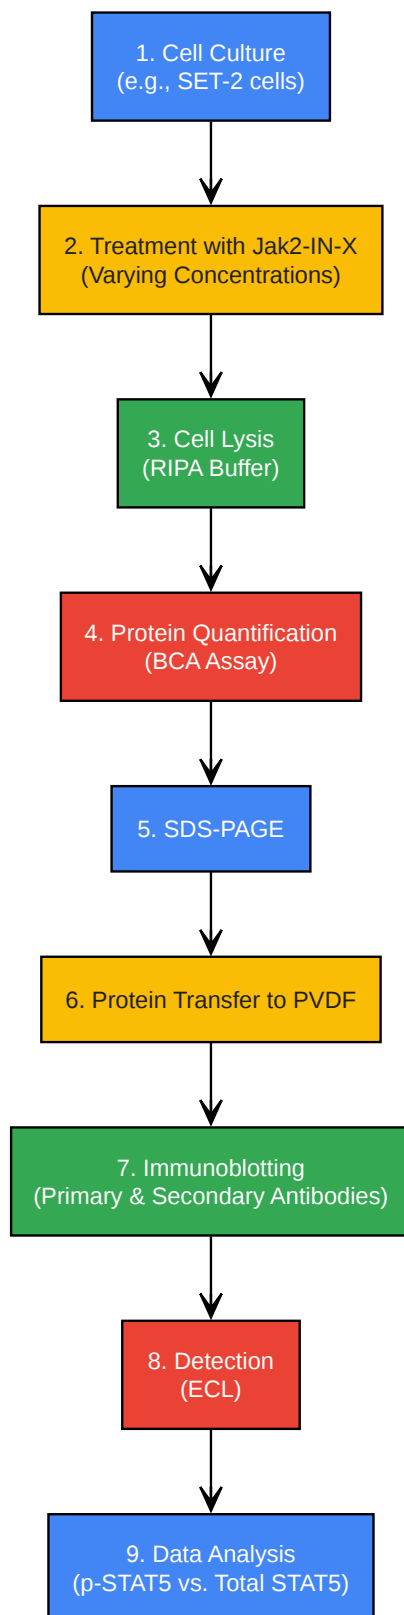 1. Cell Culture
(e.g., SET-2 cells)
2. Treatment with Jak2-IN-X
(Varying Concentrations)
3. Cell Lysis
(RIPA Buffer)
4. Protein Quantification
(BCA Assay)
5. SDS-PAGE
6. Protein Transfer to PVDF
7. Immunoblotting
(Primary & Secondary Antibodies)
8. Detection
(ECL)
9. Data Analysis
(p-STAT5 vs. Total STAT5)